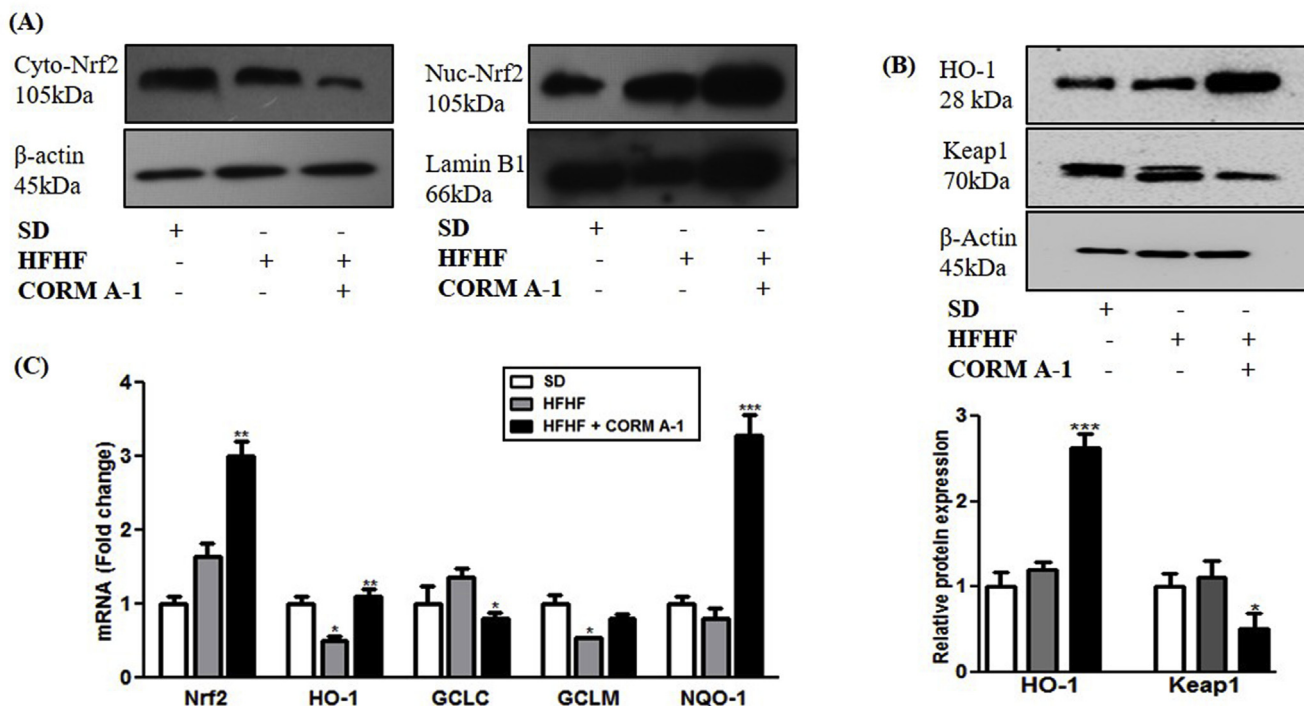 (A)
Cyto-Nrf2
105kDa
β-actin
45kDa
SD + - -
HFHF - + +
CORM A-1 - - +
Nuc-Nrf2
105kDa
Lamin B1
66kDa
SD + - -
HFHF - + +
CORM A-1 - - +
(B)
HO-1
28 kDa
Keap1
70kDa
β-Actin
45kDa
SD + - -
HFHF - + +
CORM A-1 - - +
Relative protein expression
3
2
1
0
***
*
HO-1 Keap1
(C)
mRNA (Fold change)
4
3
2
1
0
SD
HFHF
HFHF + CORM A-1
**
*
**
*
*
***
Nrf2 HO-1 GCLC GCLM NQO-1